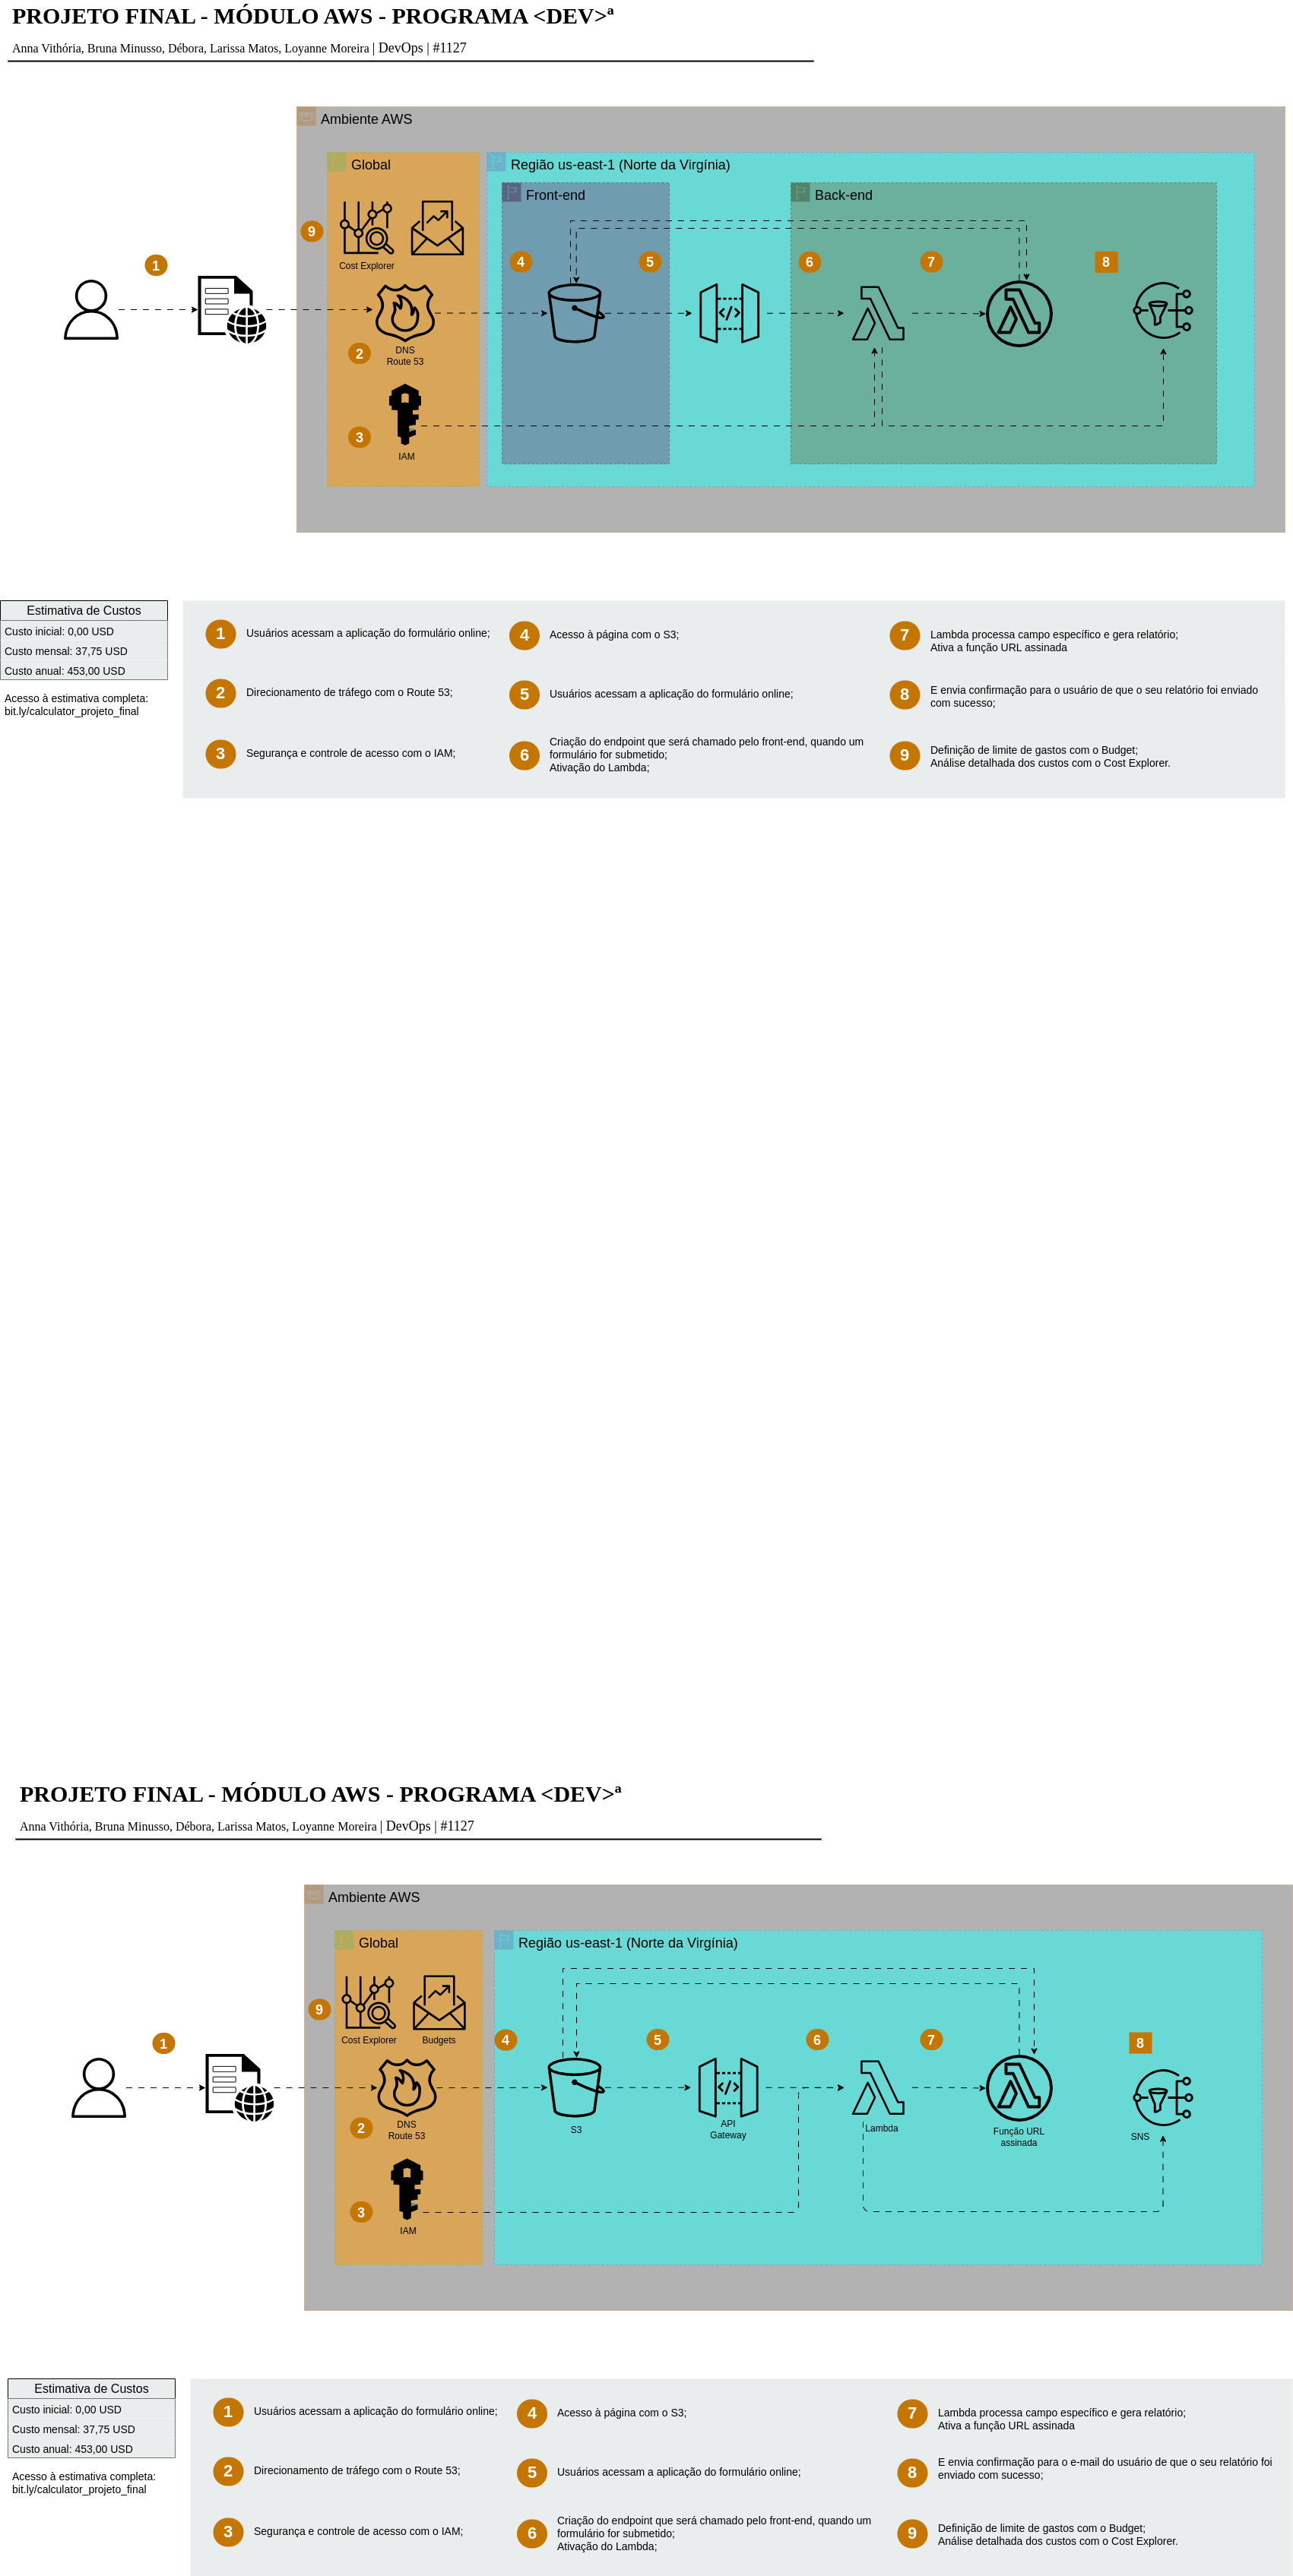 PROJETO FINAL - MÓDULO AWS - PROGRAMA <DEV>ª
Anna Vithória, Bruna Minusso, Débora, Larissa Matos, Loyanne Moreira | DevOps | #1127
Ambiente AWS
Global
Região us-east-1 (Norte da Virgínia)
Front-end
Back-end
9
Cost Explorer
1
4
5
6
7
8
2
DNS
Route 53
3
IAM
Estimativa de Custos
Custo inicial: 0,00 USD
Custo mensal: 37,75 USD
Custo anual: 453,00 USD
Acesso à estimativa completa:
bit.ly/calculator_projeto_final
1
Usuários acessam a aplicação do formulário online;
2
Direcionamento de tráfego com o Route 53;
3
Segurança e controle de acesso com o IAM;
4
Acesso à página com o S3;
5
Usuários acessam a aplicação do formulário online;
6
Criação do endpoint que será chamado pelo front-end, quando um
formulário for submetido;
Ativação do Lambda;
7
Lambda processa campo específico e gera relatório;
Ativa a função URL assinada
8
E envia confirmação para o usuário de que o seu relatório foi enviado
com sucesso;
9
Definição de limite de gastos com o Budget;
Análise detalhada dos custos com o Cost Explorer.
PROJETO FINAL - MÓDULO AWS - PROGRAMA <DEV>ª
Anna Vithória, Bruna Minusso, Débora, Larissa Matos, Loyanne Moreira | DevOps | #1127
Ambiente AWS
Global
Região us-east-1 (Norte da Virgínia)
9
Cost Explorer
Budgets
1
4
5
6
7
8
2
DNS
Route 53
S3
API
Gateway
Lambda
Função URL
assinada
SNS
3
IAM
Estimativa de Custos
Custo inicial: 0,00 USD
Custo mensal: 37,75 USD
Custo anual: 453,00 USD
Acesso à estimativa completa:
bit.ly/calculator_projeto_final
1
Usuários acessam a aplicação do formulário online;
2
Direcionamento de tráfego com o Route 53;
3
Segurança e controle de acesso com o IAM;
4
Acesso à página com o S3;
5
Usuários acessam a aplicação do formulário online;
6
Criação do endpoint que será chamado pelo front-end, quando um
formulário for submetido;
Ativação do Lambda;
7
Lambda processa campo específico e gera relatório;
Ativa a função URL assinada
8
E envia confirmação para o e-mail do usuário de que o seu relatório foi
enviado com sucesso;
9
Definição de limite de gastos com o Budget;
Análise detalhada dos custos com o Cost Explorer.